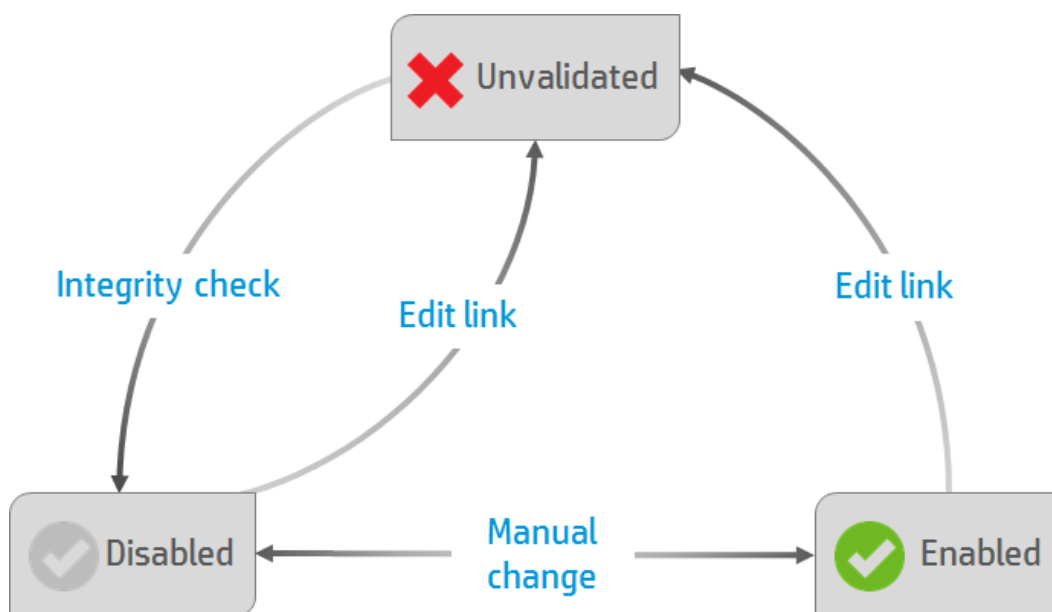 Unvalidated
Integrity check
Edit link
Edit link
Disabled
Manual
change
Enabled